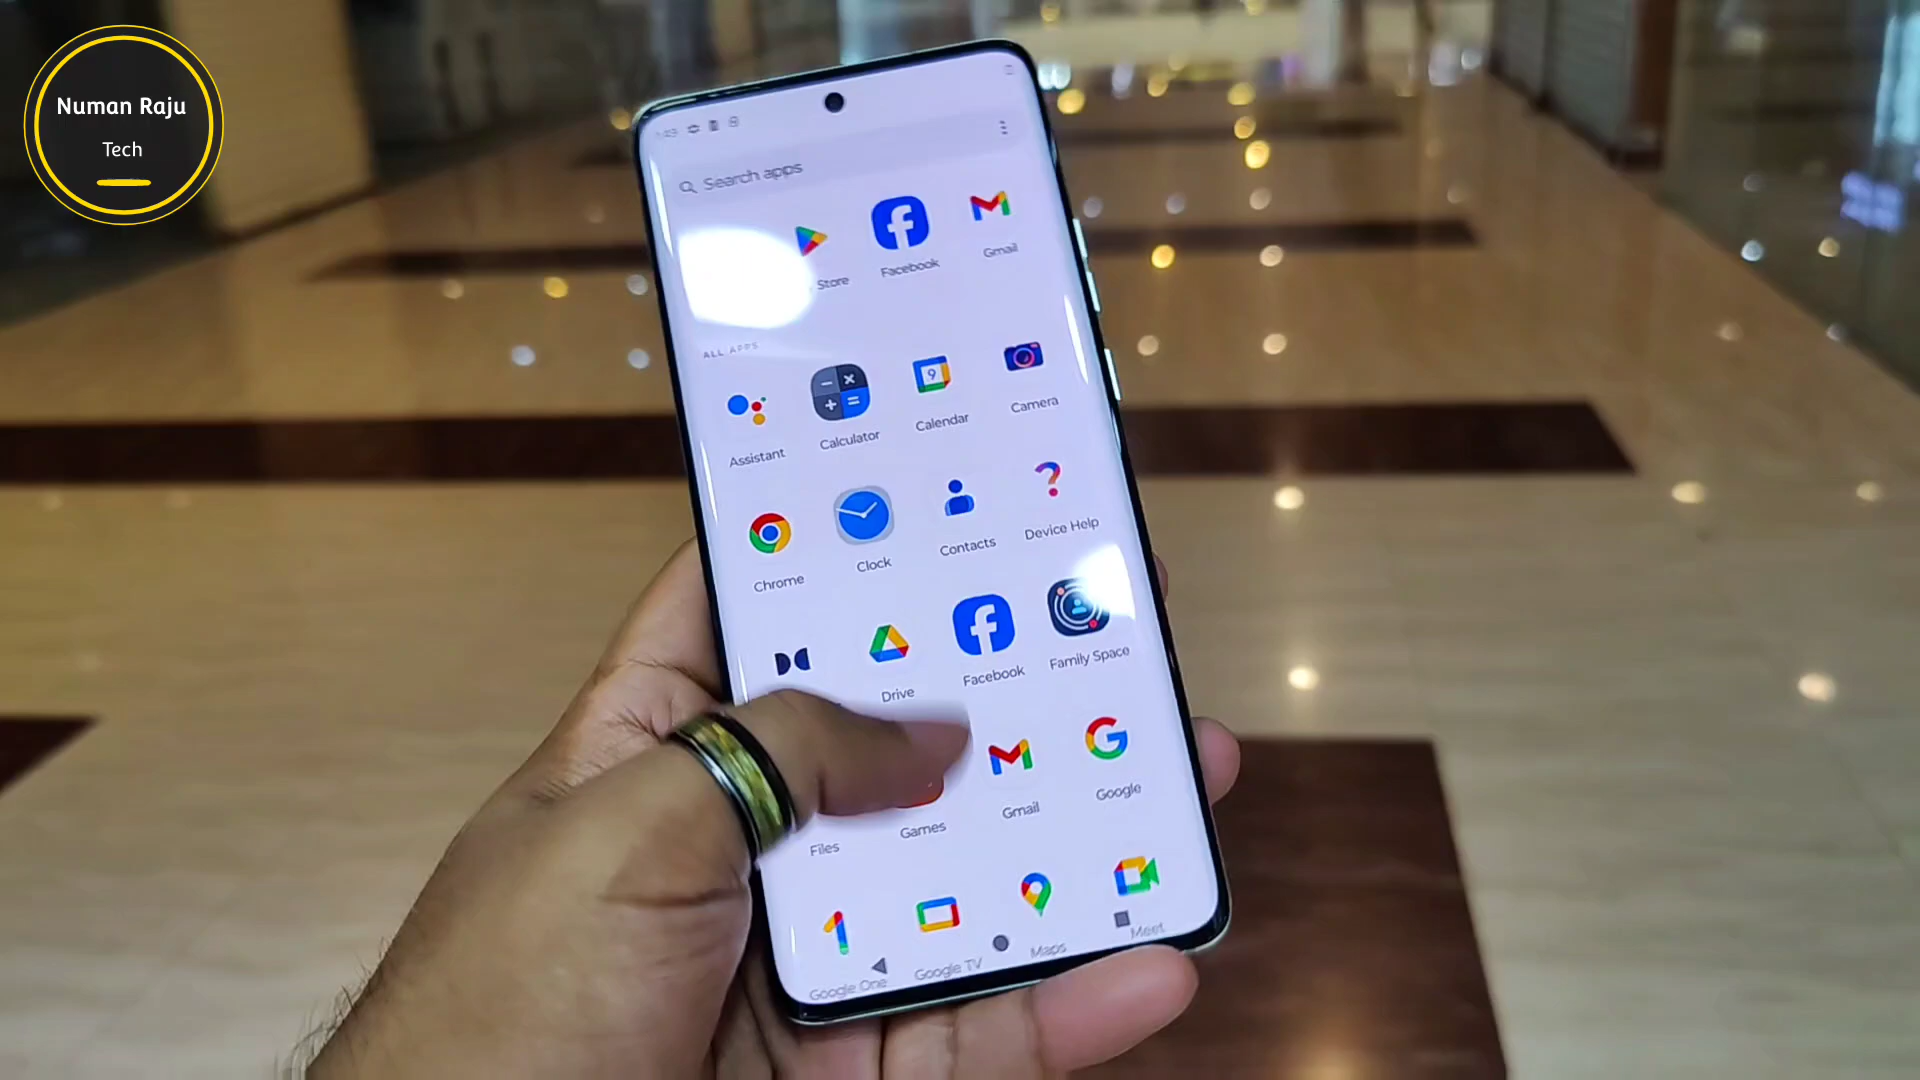 Numan Raju
Tech
Search apps
Store
Facebook
Gmail
ALL APPS
Assistant
Calculator
Calendar
9
Camera
Chrome
Clock
Contacts
Device Help
Drive
Facebook
Family Space
Files
Games
Gmail
Google
Google One
Google TV
Maps
Meet